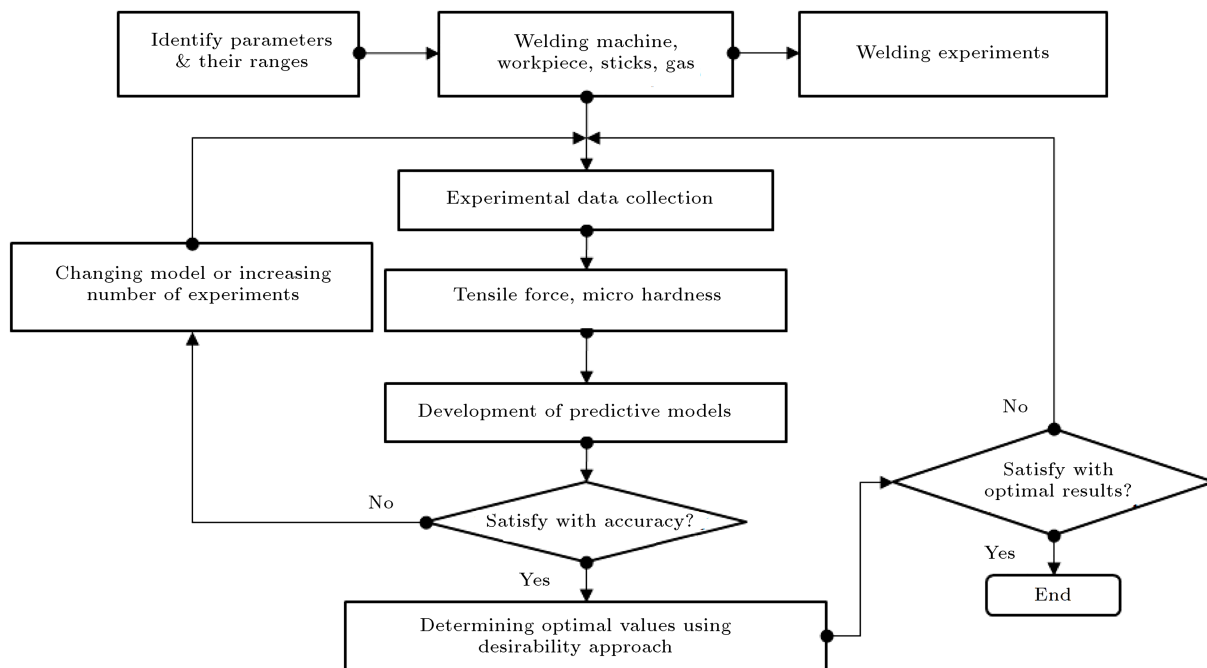 Identify parameters
& their ranges
Welding machine,
workpiece, sticks, gas
Welding experiments
Experimental data collection
Changing model or increasing
number of experiments
Tensile force, micro hardness
Development of predictive models
No
Satisfy with accuracy?
Yes
Determining optimal values using
desirability approach
No
Satisfy with
optimal results?
Yes
End